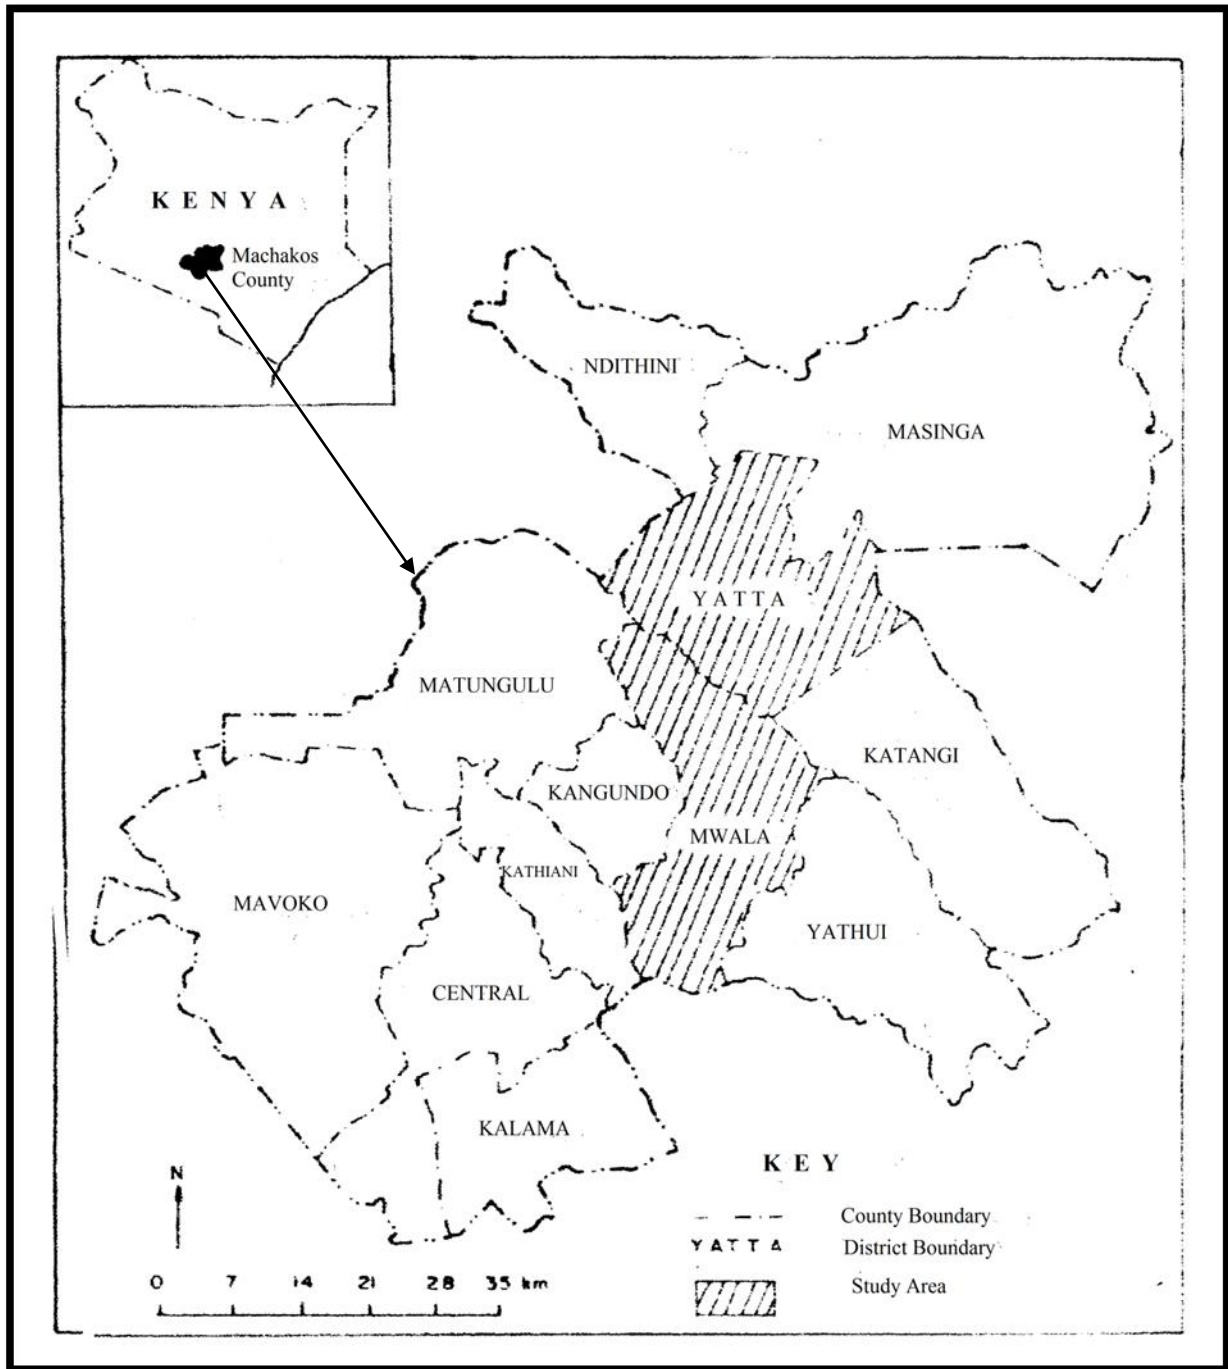 KENYA
Machakos
County
NDITHINI
MASINGA
YATTA
MATUNGULU
KATANGI
KANGUNDO
MWALA
KATHIANI
MAVOKO
YATHUI
CENTRAL
KALAMA
KEY
N
County Boundary
YATTA District Boundary
0 7 14 21 28 35 km
Study Area